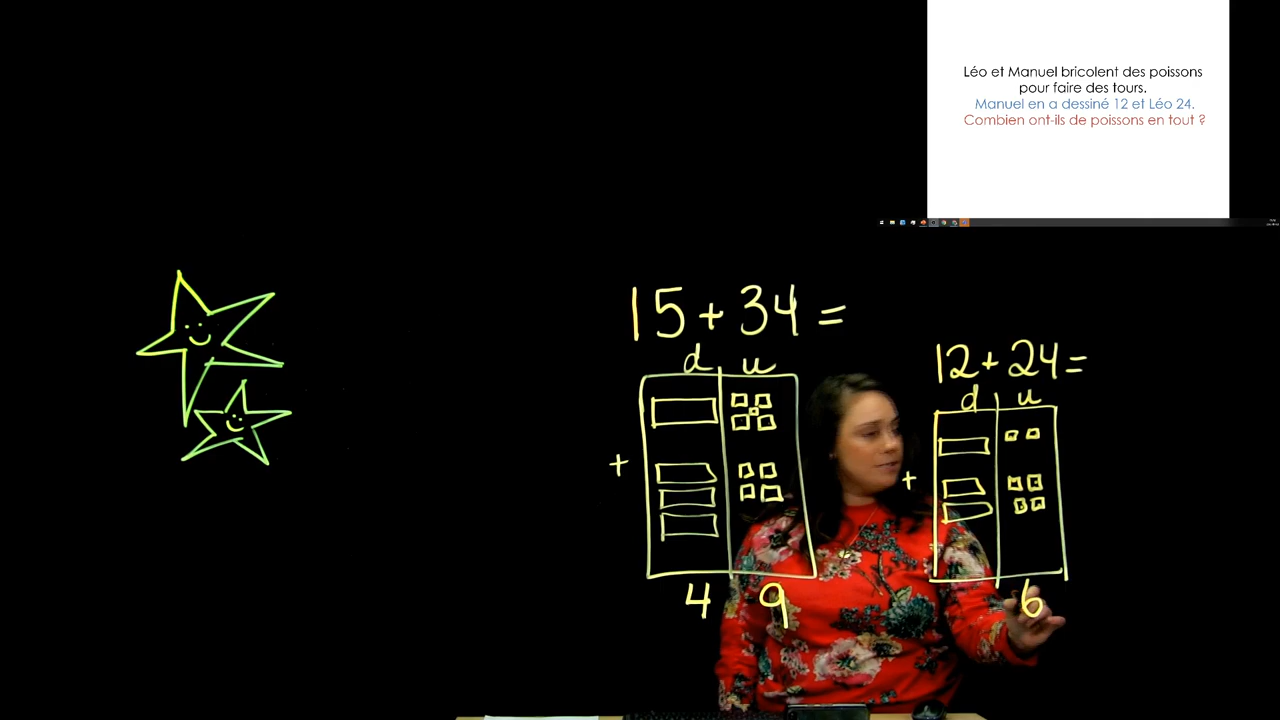 Léo et Manuel bricolent des poissons
pour faire des tours.
Manuel en a dessiné 12 et Léo 24.
Combien ont-ils de poissons en tout ?
15+34=
d u
+
4 9
12+24=
d u
+
6